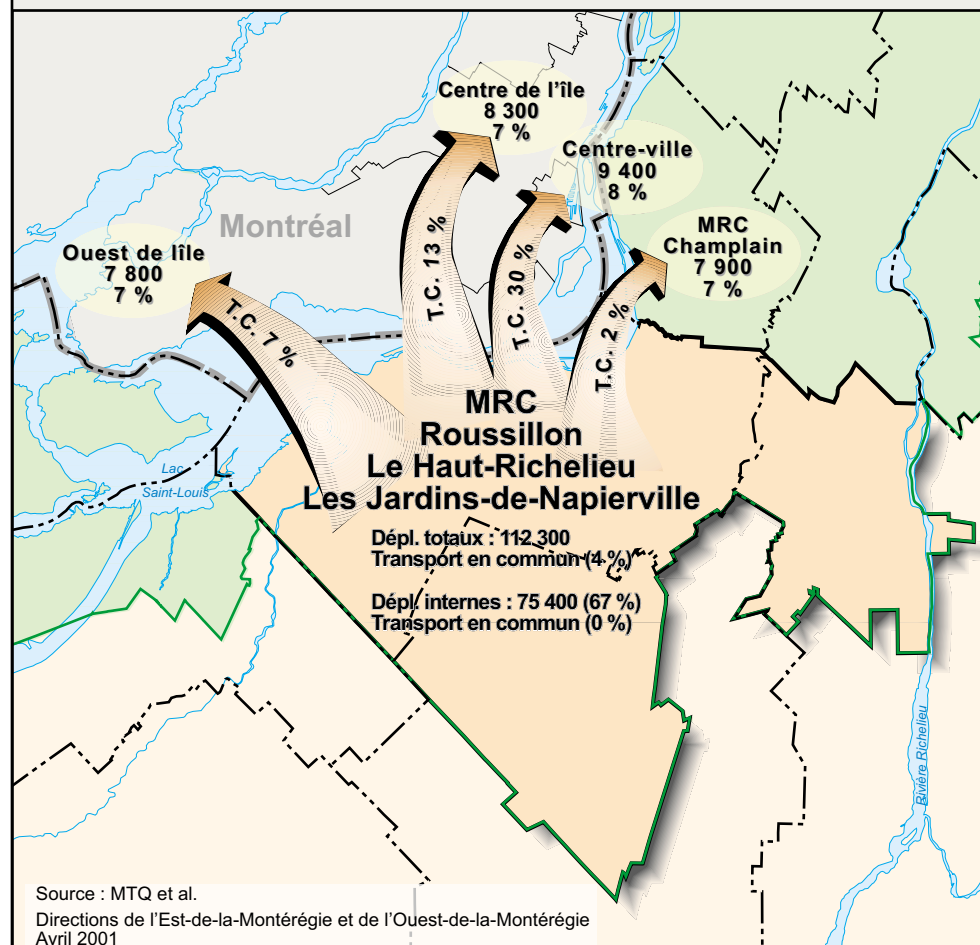 Centre de l'île
8 300
7 %
Centre-ville
9 400
8 %
MRC
Champlain
7 900
7 %
Montréal
Ouest de lîle
7 800
7 %
T.C. 7 %
T.C. 13 %
T.C. 30 %
T.C. 2 %
MRC
Roussillon
Le Haut-Richelieu
Les Jardins-de-Napierville
Dépl. totaux : 112 300
Transport en commun (4 %)
Dépl. internes : 75 400 (67 %)
Transport en commun (0 %)
Lac
Saint-Louis
Rivière Richelieu
Source : MTQ et al.
Directions de l'Est-de-la-Montérégie et de l'Ouest-de-la-Montérégie
Avril 2001